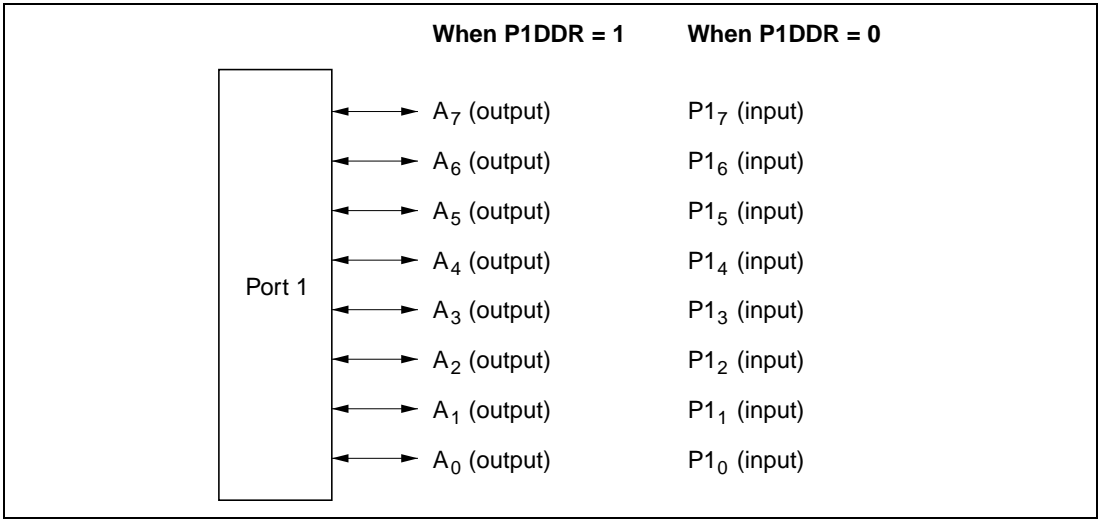 When P1DDR = 1 When P1DDR = 0
A7 (output) P17 (input)
A6 (output) P16 (input)
A5 (output) P15 (input)
A4 (output) P14 (input)
Port 1
A3 (output) P13 (input)
A2 (output) P12 (input)
A1 (output) P11 (input)
A0 (output) P10 (input)